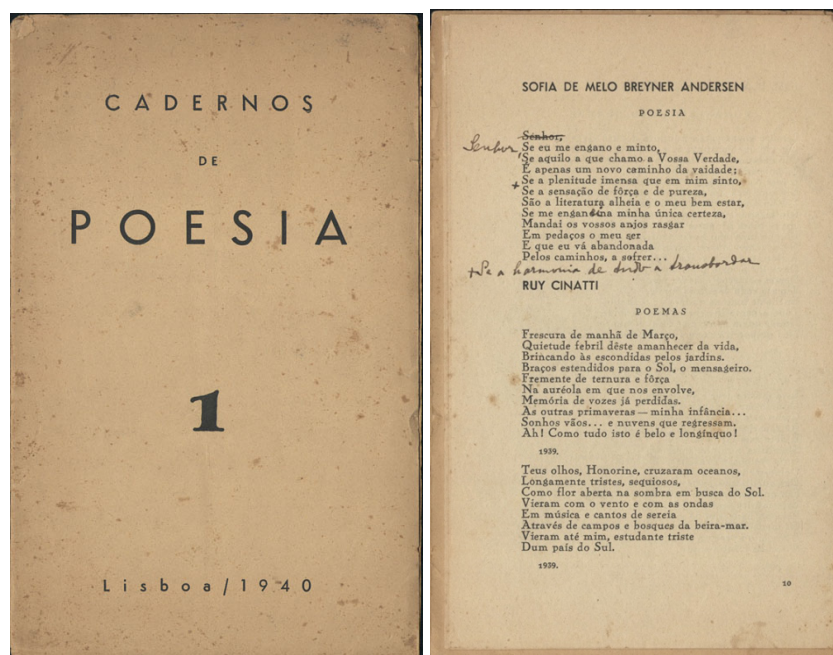 CADERNOS
DE
POESIA
1
Lisboa/1940
SOFIA DE MELO BREYNER ANDERSEN
POESIA
Senhor,
Senhor Se eu me engano e minto,
Se aquilo a que chamo a Vossa Verdade,
É apenas um novo caminho da vaidade;
+ Se a plenitude imensa que em mim sinto,
Se a sensação de fôrça e de pureza,
São a literatura alheia e o meu bem estar,
Se me engan na minha única certeza,
Mandai os vossos anjos rasgar
Em pedaços o meu ser
E que eu vá abandonada
Pelos caminhos, a sofrer...
+ Se a harmonia de tudo a transbordar
RUY CINATTI
POEMAS
Frescura de manhã de Março,
Quietude febril dêste amanhecer da vida,
Brincando às escondidas pelos jardins.
Braços estendidos para o Sol, o mensageiro.
Fremente de ternura e fôrça
Na auréola em que nos envolve,
Memória de vozes já perdidas.
As outras primaveras — minha infância...
Sonhos vãos... e nuvens que regressam.
Ah! Como tudo isto é belo e longínquo!
1939.
Teus olhos, Honorine, cruzaram oceanos,
Longamente tristes, sequiosos,
Como flor aberta na sombra em busca do Sol.
Vieram com o vento e com as ondas
Em música e cantos de sereia
Através de campos e bosques da beira-mar.
Vieram até mim, estudante triste
Dum país do Sul.
1939.
10